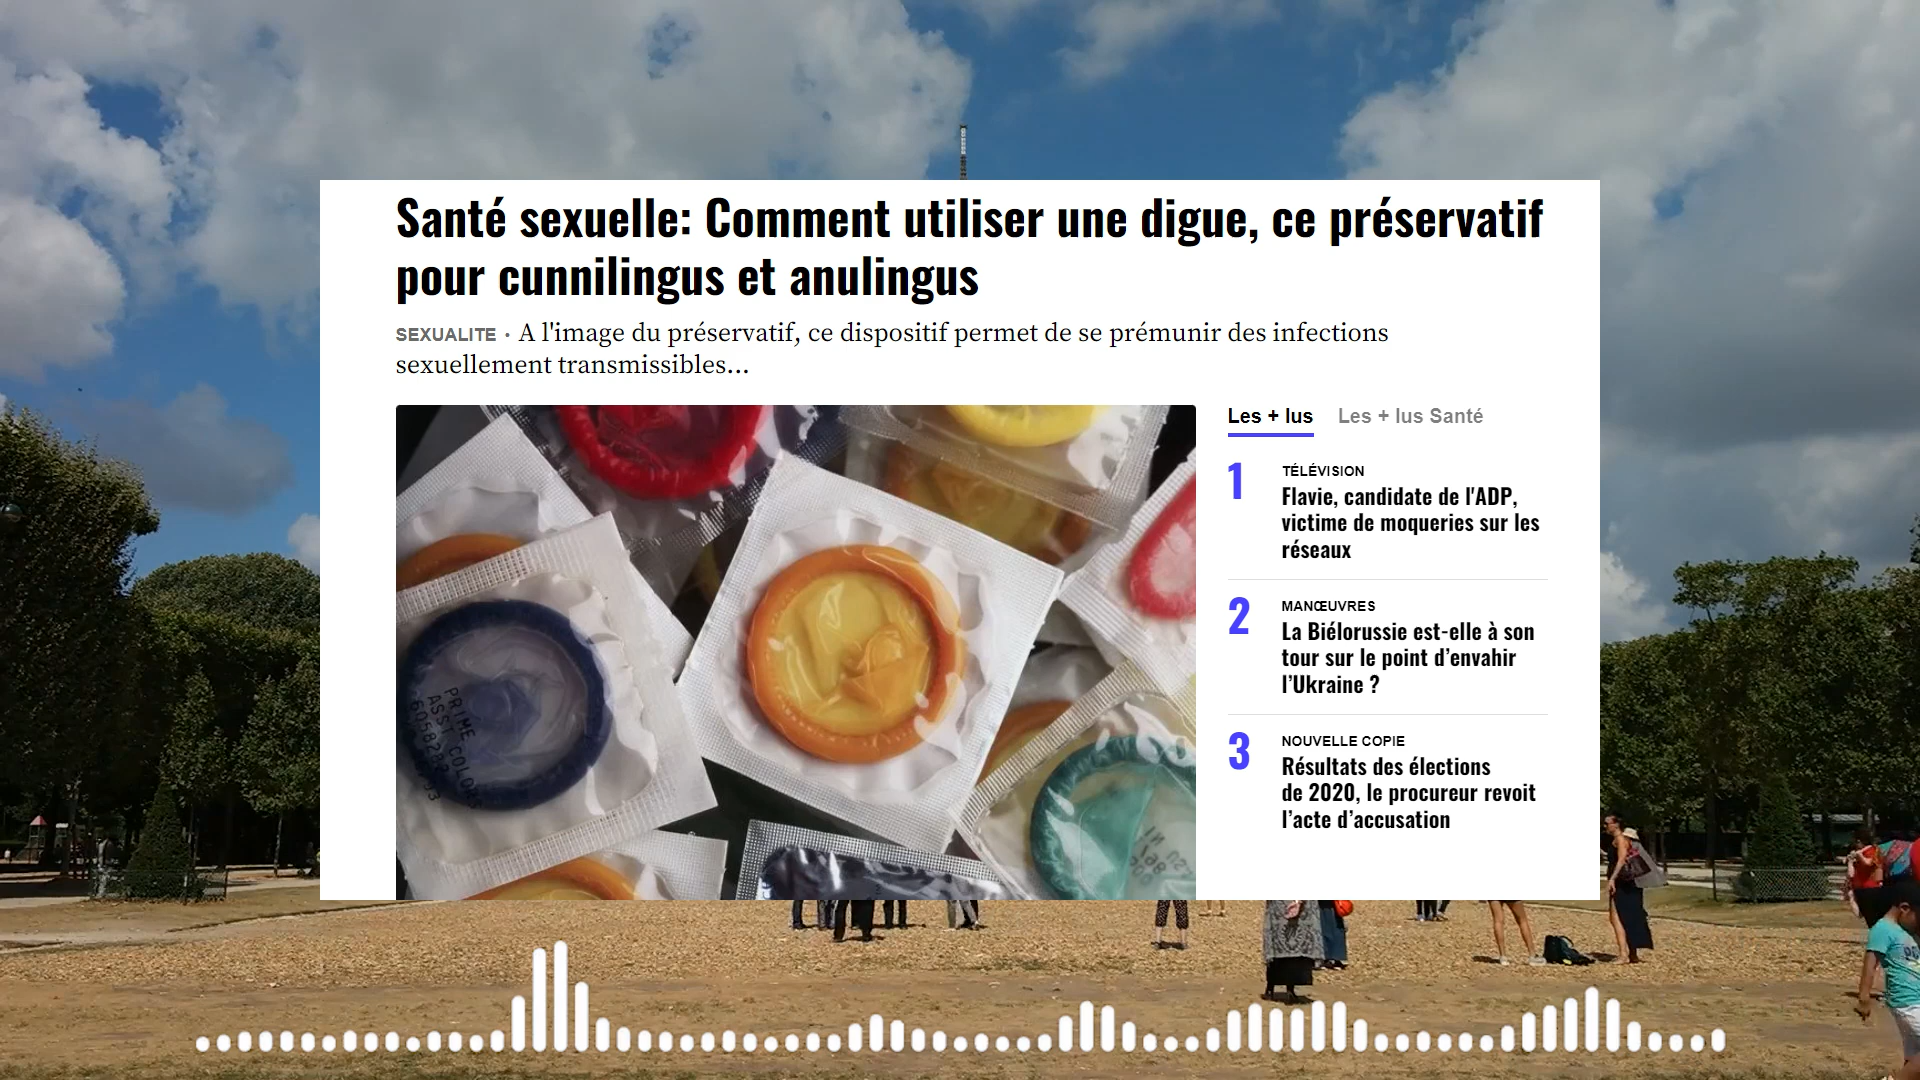 Santé sexuelle: Comment utiliser une digue, ce préservatif
pour cunnilingus et anulingus
SEXUALITE • A l'image du préservatif, ce dispositif permet de se prémunir des infections
sexuellement transmissibles...
Les + lus Les + lus Santé
1 TÉLÉVISION
Flavie, candidate de l'ADP,
victime de moqueries sur les
réseaux
2 MANŒUVRES
La Biélorussie est-elle à son
tour sur le point d’envahir
l’Ukraine ?
3 NOUVELLE COPIE
Résultats des élections
de 2020, le procureur revoit
l’acte d’accusation
PRIME
ASST COLORS